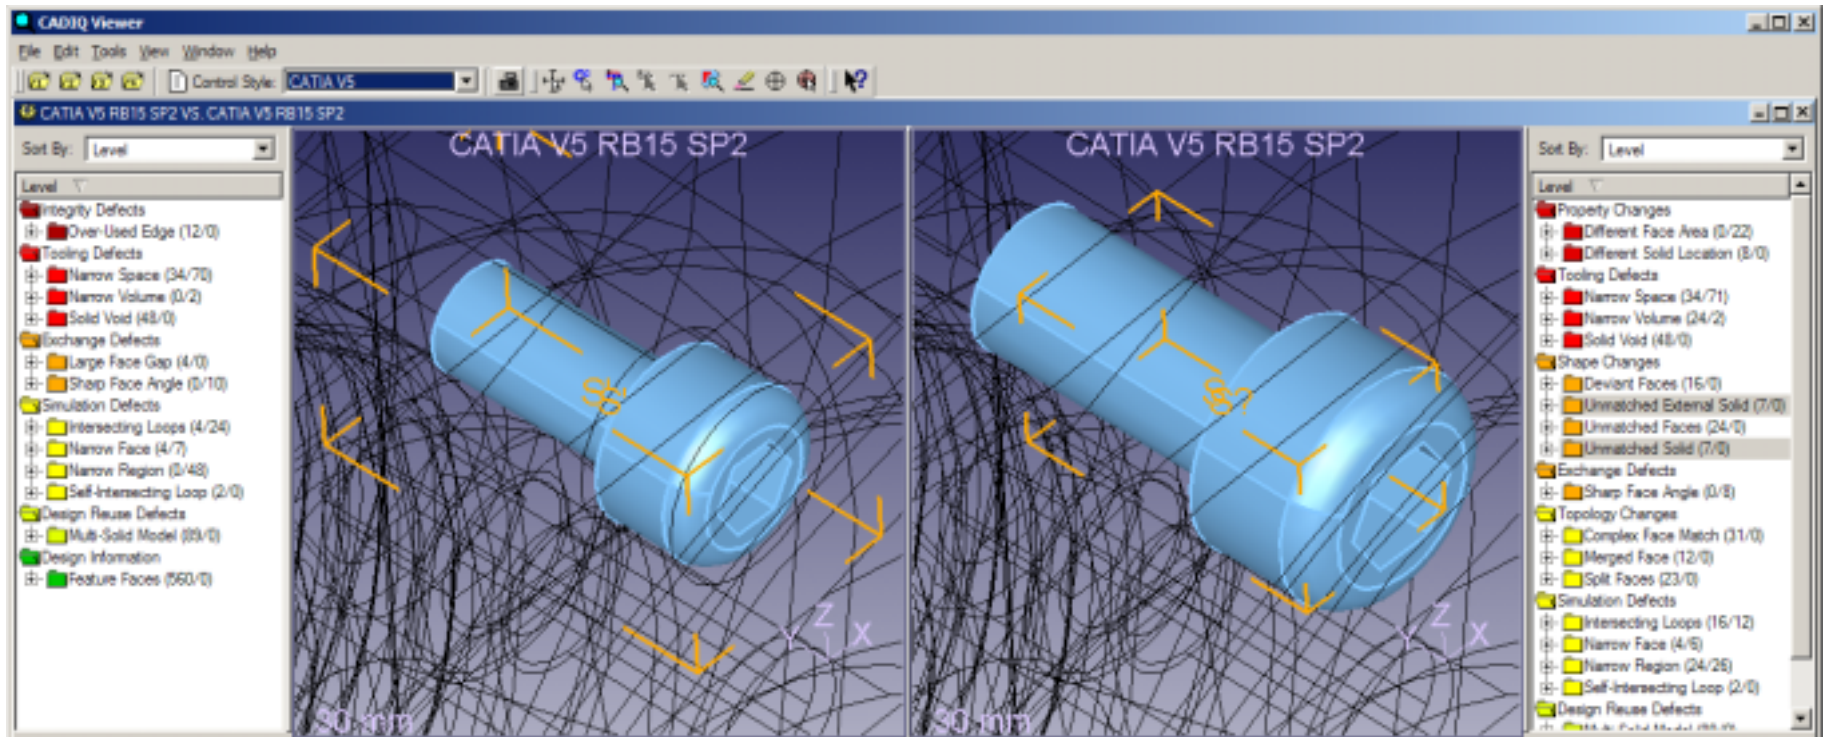 CADIQ Viewer
File Edit Tools View Window Help
Control Style: CATIA V5
CATIA V5 RB15 SP2 VS. CATIA V5 RB15 SP2
Sort By: Level
Level
Integrity Defects
Over-Used Edge (12/0)
Tooling Defects
Narrow Space (34/70)
Narrow Volume (0/2)
Solid Void (48/0)
Exchange Defects
Large Face Gap (4/0)
Sharp Face Angle (0/10)
Simulation Defects
Intersecting Loops (4/24)
Narrow Face (4/7)
Narrow Region (0/48)
Self-Intersecting Loop (2/0)
Design Reuse Defects
Multi-Solid Model (89/0)
Design Information
Feature Faces (560/0)
CATIA V5 RB15 SP2
Z
Y X
30 mm
CATIA V5 RB15 SP2
Z
Y X
30 mm
Sort By: Level
Level
Property Changes
Different Face Area (0/22)
Different Solid Location (8/0)
Tooling Defects
Narrow Space (34/71)
Narrow Volume (24/2)
Solid Void (48/0)
Shape Changes
Deviant Faces (16/0)
Unmatched External Solid (7/0)
Unmatched Faces (24/0)
Unmatched Solid (7/0)
Exchange Defects
Sharp Face Angle (0/8)
Topology Changes
Complex Face Match (31/0)
Merged Face (12/0)
Split Faces (23/0)
Simulation Defects
Intersecting Loops (16/12)
Narrow Face (4/6)
Narrow Region (24/26)
Self-Intersecting Loop (2/0)
Design Reuse Defects